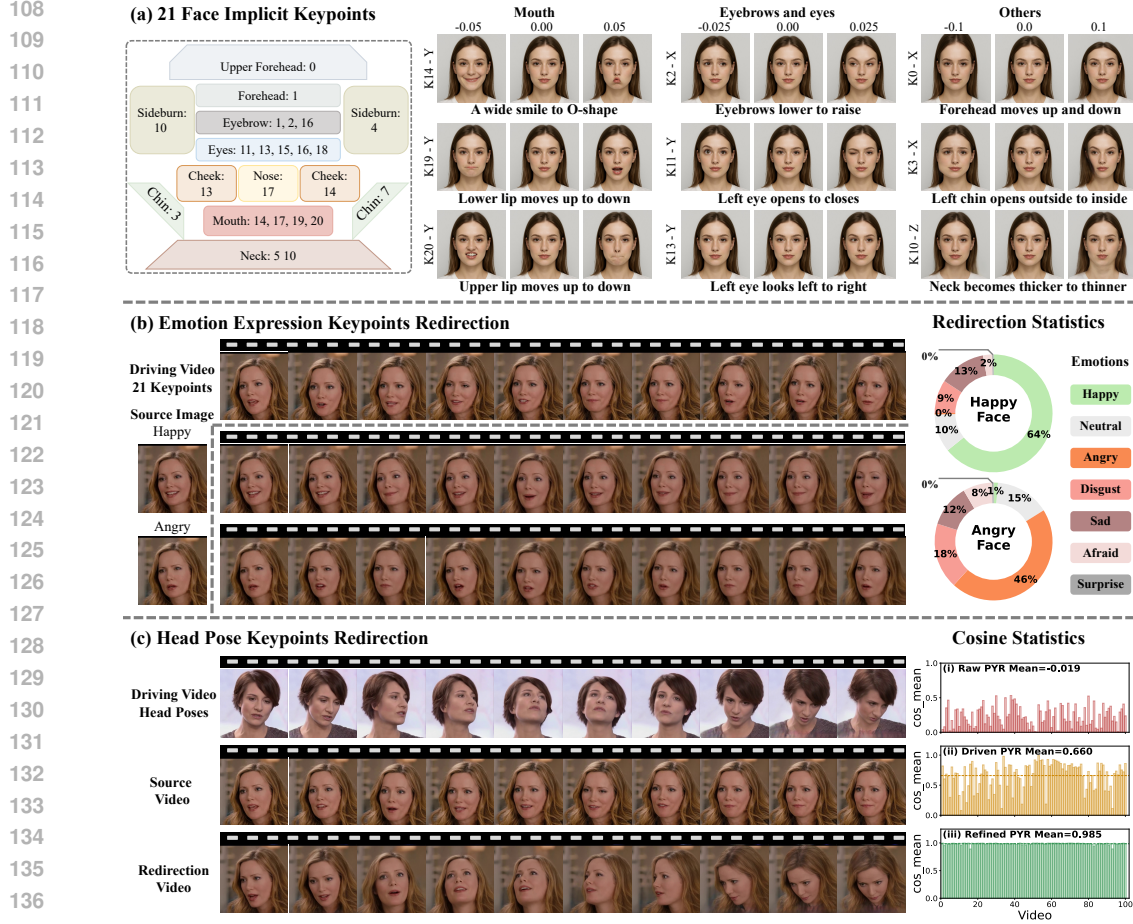 108
109
110
111
112
113
114
115
116
117
118
119
120
121
122
123
124
125
126
127
128
129
130
131
132
133
134
135
136
(a) 21 Face Implicit Keypoints
Upper Forehead: 0
Sideburn: 10
Forehead: 1
Eyebrow: 1, 2, 16
Eyes: 11, 13, 15, 16, 18
Sideburn: 4
Cheek: 13
Nose: 17
Cheek: 14
Chin: 3
Mouth: 14, 17, 19, 20
Chin: 7
Neck: 5 10
Mouth
-0.05 0.00 0.05
K14 - Y
A wide smile to O-shape
K19 - Y
Lower lip moves up to down
K20 - Y
Upper lip moves up to down
Eyebrows and eyes
-0.025 0.00 0.025
K2 - X
Eyebrows lower to raise
K11 - Y
Left eye opens to closes
K13 - Y
Left eye looks left to right
Others
-0.1 0.0 0.1
K0 - X
Forehead moves up and down
K3 - X
Left chin opens outside to inside
K10 - Z
Neck becomes thicker to thinner
(b) Emotion Expression Keypoints Redirection
Driving Video
21 Keypoints
Source Image
Happy
Angry
Redirection Statistics
0%
2%
13%
9%
0%
10%
64%
Happy
Face
0%
8%
1%
15%
12%
18%
46%
Angry
Face
Emotions
Happy
Neutral
Angry
Disgust
Sad
Afraid
Surprise
(c) Head Pose Keypoints Redirection
Driving Video
Head Poses
Source
Video
Redirection
Video
Cosine Statistics
(i) Raw PYR Mean=-0.019
cos_mean
1.0
0.5
0.0
(ii) Driven PYR Mean=0.660
cos_mean
1.0
0.5
0.0
(iii) Refined PYR Mean=0.985
cos_mean
1.0
0.5
0.0
0 20 40 60 80 100
Video